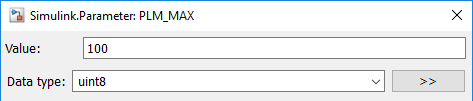 Simulink.Parameter: PLM_MAX
Value: 100
Data type: uint8 >>